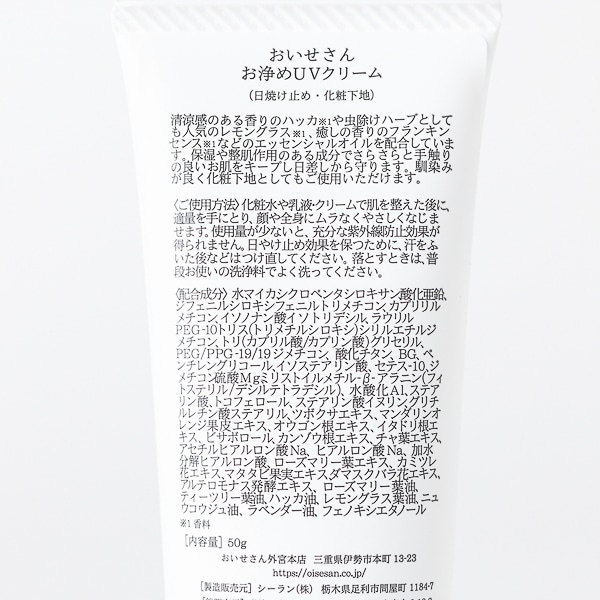 おいせさん
お浄めUVクリーム
（日焼け止め・化粧下地）
清涼感のある香りのハッカ※1や虫除けハーブとして
も人気のレモングラス※1、癒しの香りのフランキン
センス※1などのエッセンシャルオイルを配合していま
す。保湿や整肌作用のある成分でさらさらと手触り
の良いお肌をキープし日差しから守ります。馴染み
が良く化粧下地としてもご使用いただけます。
〈ご使用方法〉化粧水や乳液・クリームで肌を整えた後に、
適量を手にとり、顔や全身にムラなくやさしくなじま
せます。使用量が少ないと、充分な紫外線防止効果が
得られません。日やけ止め効果を保つために、汗をふ
いた後などはつけ直してください。落とすときは、普
段お使いの洗浄料でよく洗ってください。
〈配合成分〉水マイカシクロペンタシロキサン酸化亜鉛、
ジフェニルシロキシフェニルトリメチコン、カプリリル
メチコン、イソノナン酸イソトリデシル、ラウリル
PEG-10トリス(トリメチルシロキシ)シリルエチルジ
メチコン、トリ(カプリル酸/カプリン酸)グリセリル、
PEG/PPG-19/19ジメチコン、酸化チタン、BG、ペ
ンチレングリコール、イソステアリン酸、セテス-10、ジ
メチコン硫酸Mgミリストイルメチル-β-アラニン(フィ
トステリル/デシルテトラデシル)、水酸化Al、ステアリ
ン酸、トコフェロール、ステアリン酸イヌリン、グリチ
ルレチン酸ステアリル、ツボクサエキス、マンダリンオ
レンジ果皮エキス、オウゴン根エキス、イタドリ根エ
キス、ビサボロール、カンゾウ根エキス、チャ葉エキス、
アセチルヒアルロン酸Na、ヒアルロン酸Na、加水
分解ヒアルロン酸、ローズマリー葉エキス、カミツレ
花エキス、マタタビ果実エキスダマスクバラ花エキス、
アルテロモナス発酵エキス、ローズマリー葉油、
ティーツリー葉油、ハッカ油、レモングラス葉油、ニュ
ウコウジュ油、ラベンダー油、フェノキシエタノール
※1 香料
［内容量］50g
おいせさん外宮本店 三重県伊勢市本町13-23
https://oisesan.co.jp/
［製造販売元］シーラン(株) 栃木県足利市問屋町1184-7